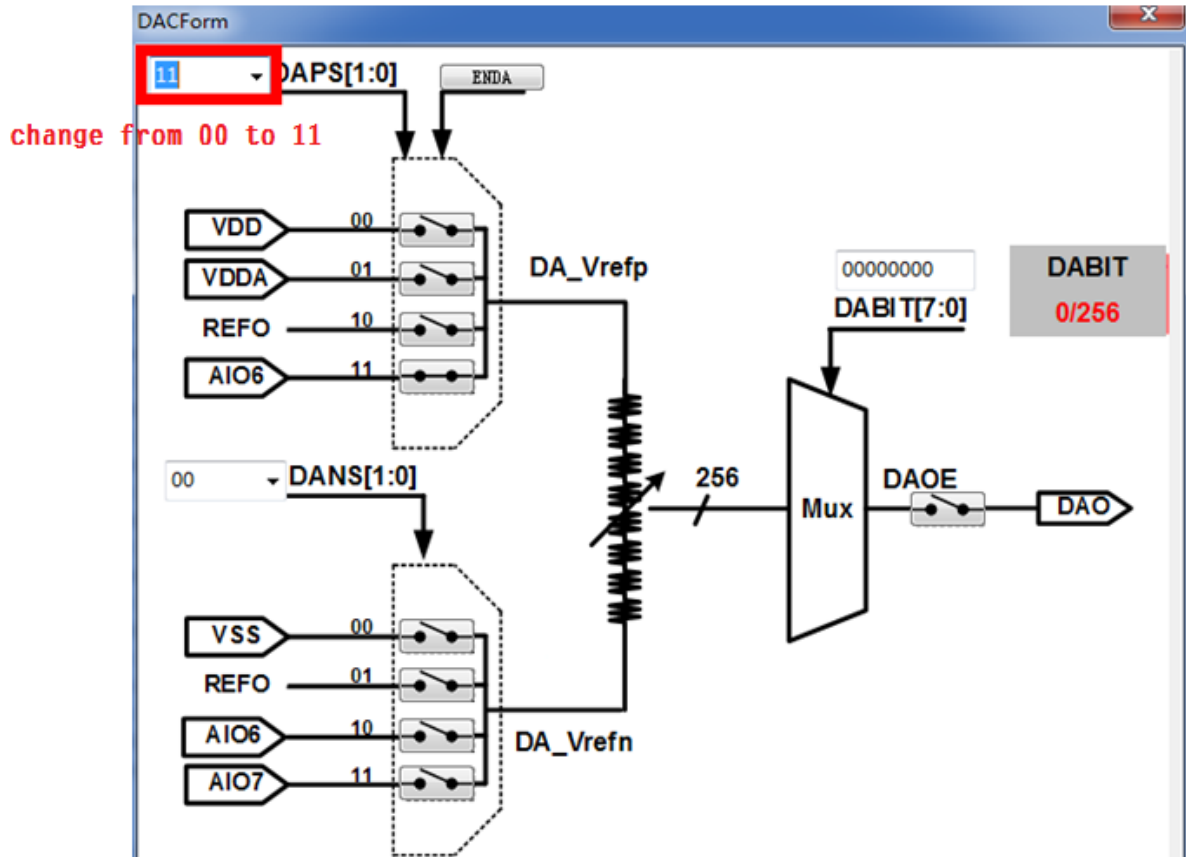 DACForm
x
11
DAPS[1:0]
ENDA
change from 00 to 11
VDD
00
VDDA
01
REFO
10
AIO6
11
DA_Vrefp
00000000
DABIT[7:0]
DABIT
0/256
00
DANS[1:0]
256
Mux
DAOE
DAO
VSS
00
REFO
01
AIO6
10
AIO7
11
DA_Vrefn